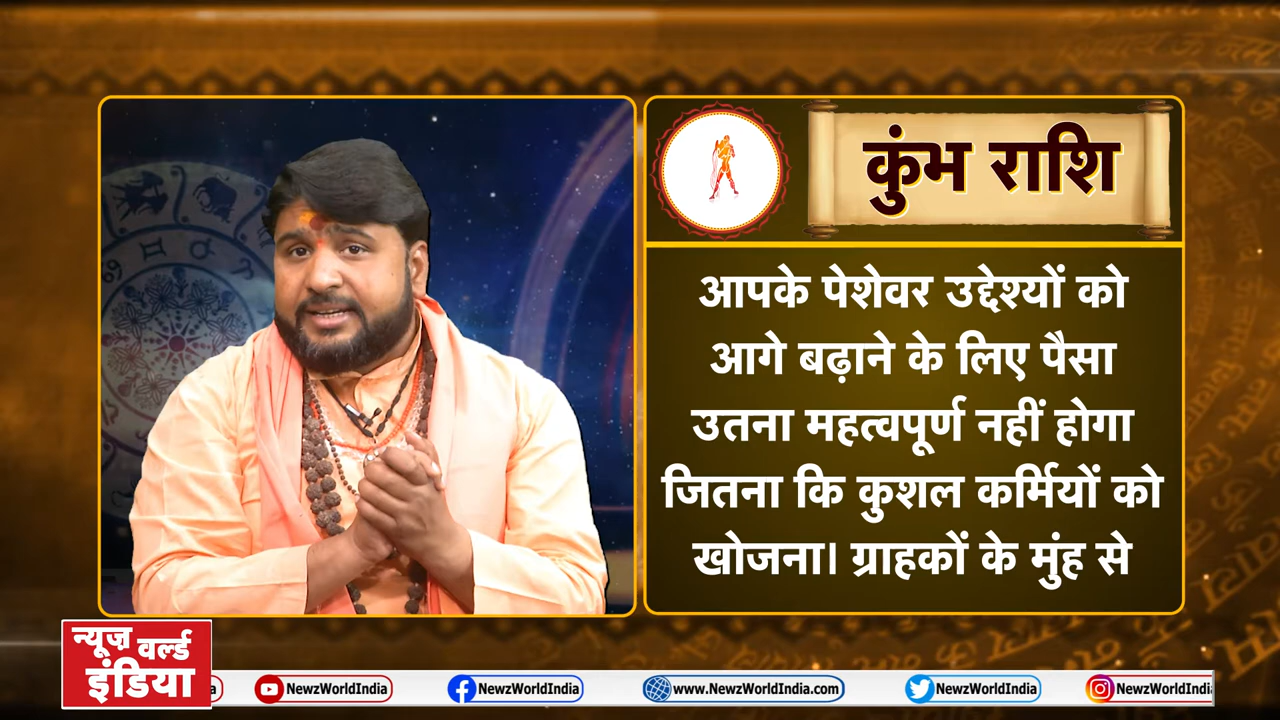 कुंभ राशि
आपके पेशेवर उद्देश्यों को
आगे बढ़ाने के लिए पैसा
उतना महत्वपूर्ण नहीं होगा
जितना कि कुशल कर्मियों को
खोजना। ग्राहकों के मुंह से
न्यूज़ वर्ल्ड
इंडिया
NewzWorldIndia
NewzWorldIndia
www.NewzWorldIndia.com
NewzWorldIndia
NewzWorldIndi